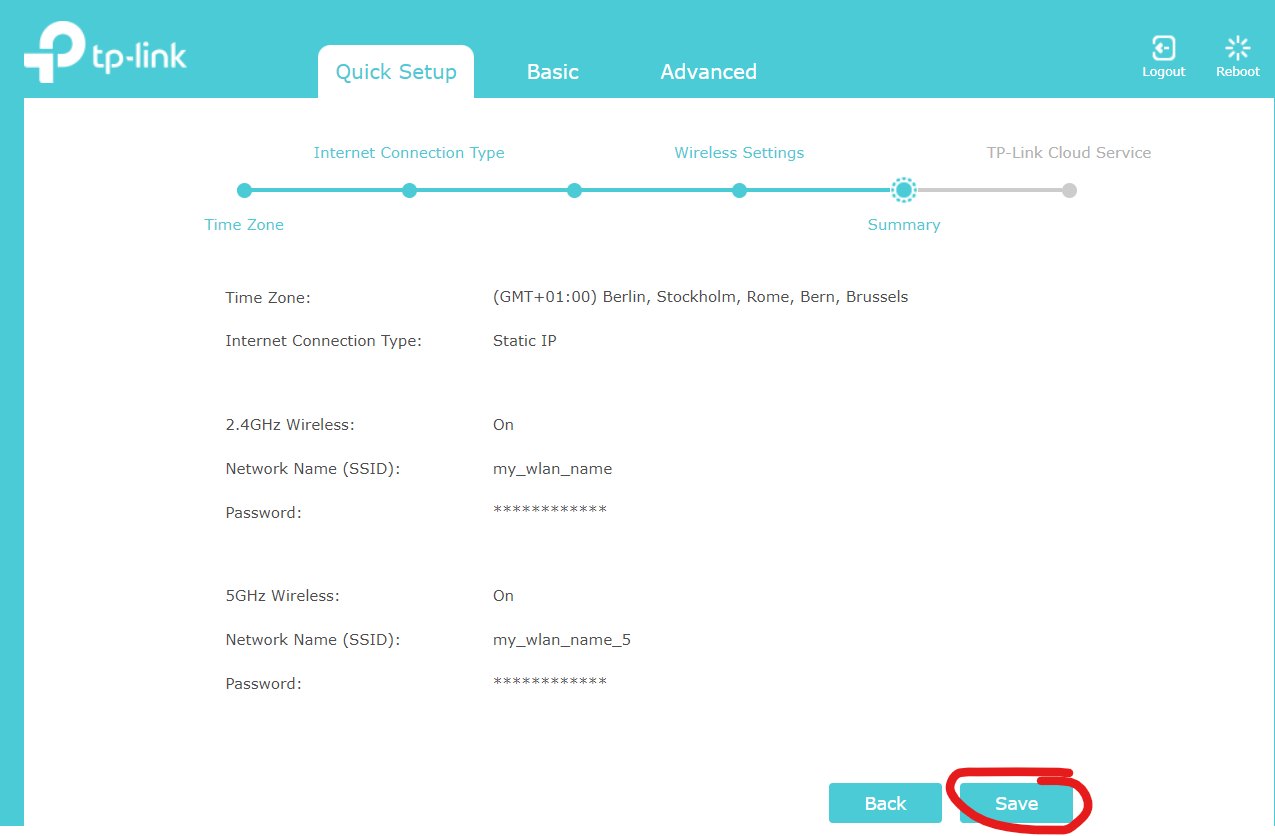 tp-link
Quick Setup Basic Advanced Logout Reboot
Internet Connection Type Wireless Settings TP-Link Cloud Service
Time Zone Summary
Time Zone: (GMT+01:00) Berlin, Stockholm, Rome, Bern, Brussels
Internet Connection Type: Static IP
2.4GHz Wireless: On
Network Name (SSID): my_wlan_name
Password: ************
5GHz Wireless: On
Network Name (SSID): my_wlan_name_5
Password: ************
Back Save